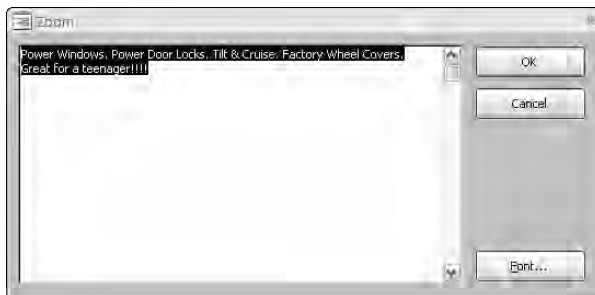 Zoom
Power Windows. Power Door Locks. Tilt & Cruise. Factory Wheel Covers.
Great for a teenager!!!!
OK
Cancel
Font...